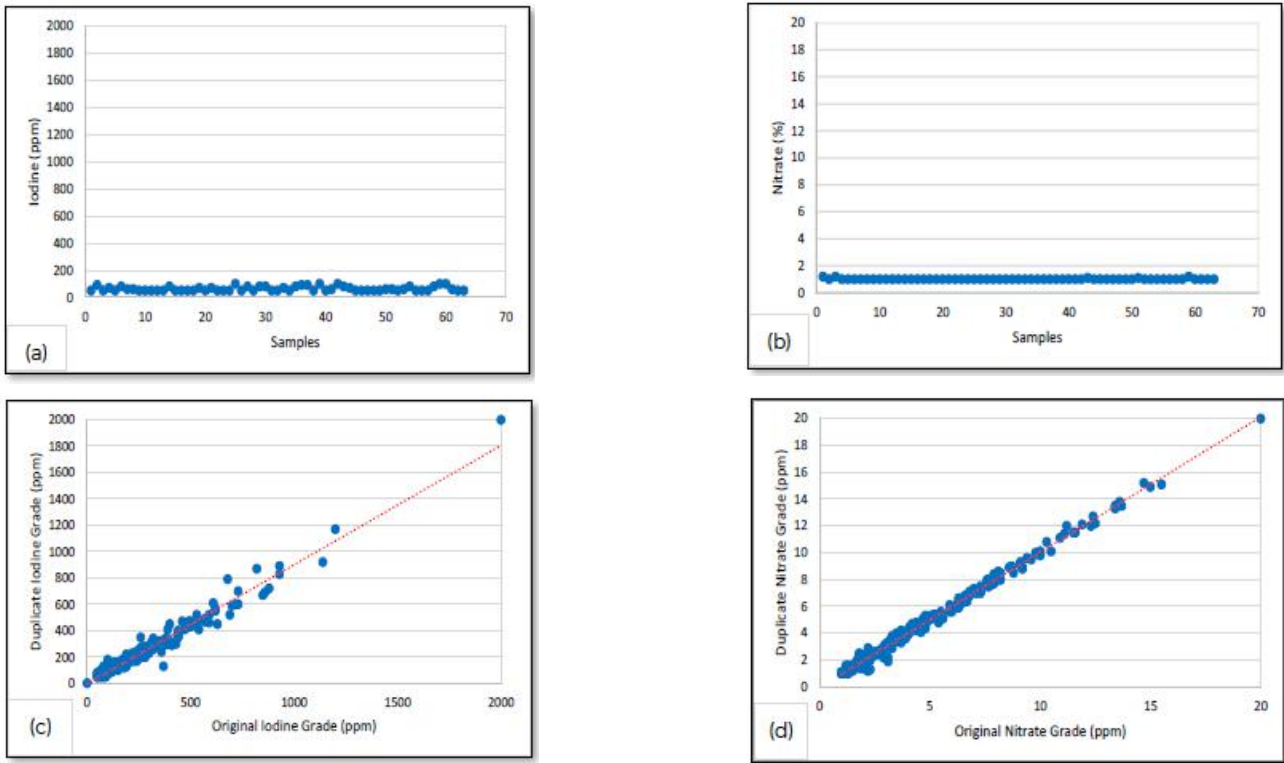 2000
1800
1600
1400
1200
1000
800
600
400
200
0
Iodine (ppm)
0 10 20 30 40 50 60 70
Samples
(a)
20
18
16
14
12
10
8
6
4
2
0
Nitrate (%)
0 10 20 30 40 50 60 70
Samples
(b)
2000
1800
1600
1400
1200
1000
800
600
400
200
0
Duplicate Iodine Grade (ppm)
0 500 1000 1500 2000
Original Iodine Grade (ppm)
(c)
20
18
16
14
12
10
8
6
4
2
0
Duplicate Nitrate Grade (ppm)
0 5 10 15 20
Original Nitrate Grade (ppm)
(d)